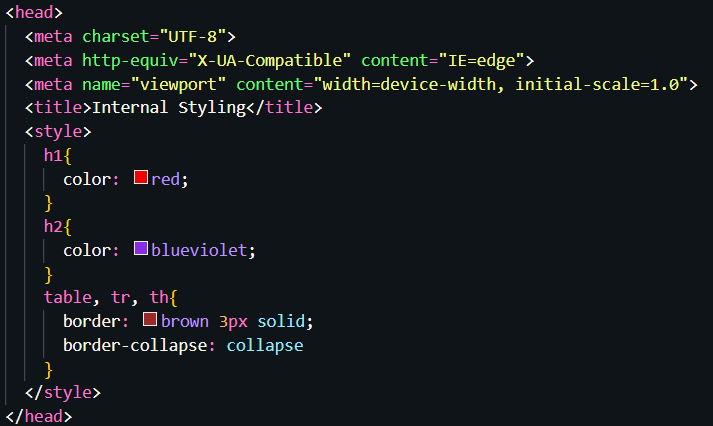 <head>
<meta charset="UTF-8">
<meta http-equiv="X-UA-Compatible" content="IE=edge">
<meta name="viewport" content="width=device-width, initial-scale=1.0">
<title>Internal Styling</title>
<style>
h1{
color: red;
}
h2{
color: blueviolet;
}
table, tr, th{
border: brown 3px solid;
border-collapse: collapse
}
</style>
</head>